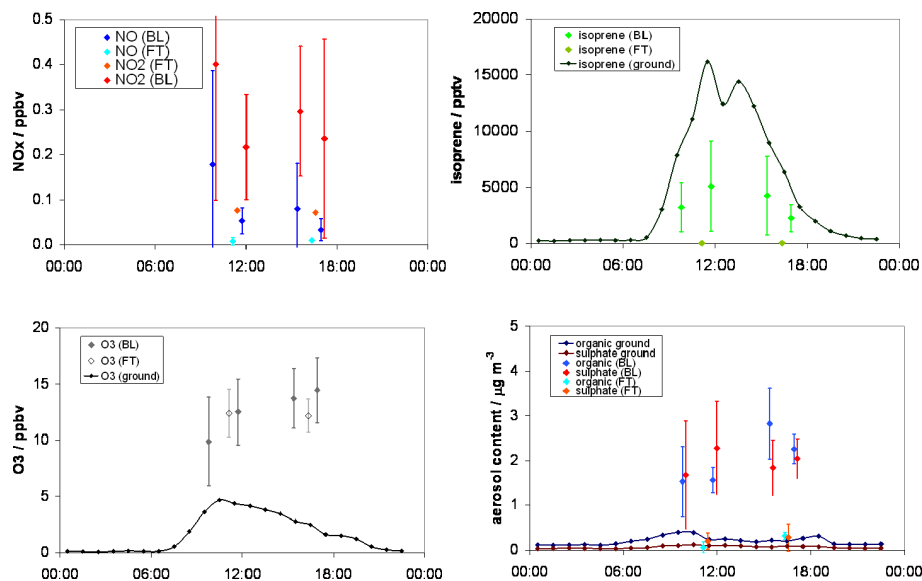 0.5
0.4
0.3
0.2
0.1
0.0
NOx / ppbv
NO (BL)
NO (FT)
NO2 (FT)
NO2 (BL)
00:00 06:00 12:00 18:00 00:00
20000
15000
10000
5000
0
isoprene / pptv
isoprene (BL)
isoprene (FT)
isoprene (ground)
00:00 06:00 12:00 18:00 00:00
20
15
10
5
0
O3 / ppbv
O3 (BL)
O3 (FT)
O3 (ground)
00:00 06:00 12:00 18:00 00:00
5
4
3
2
1
0
aerosol content / µg m-3
organic ground
sulphate ground
organic (BL)
sulphate (BL)
organic (FT)
sulphate (FT)
00:00 06:00 12:00 18:00 00:00